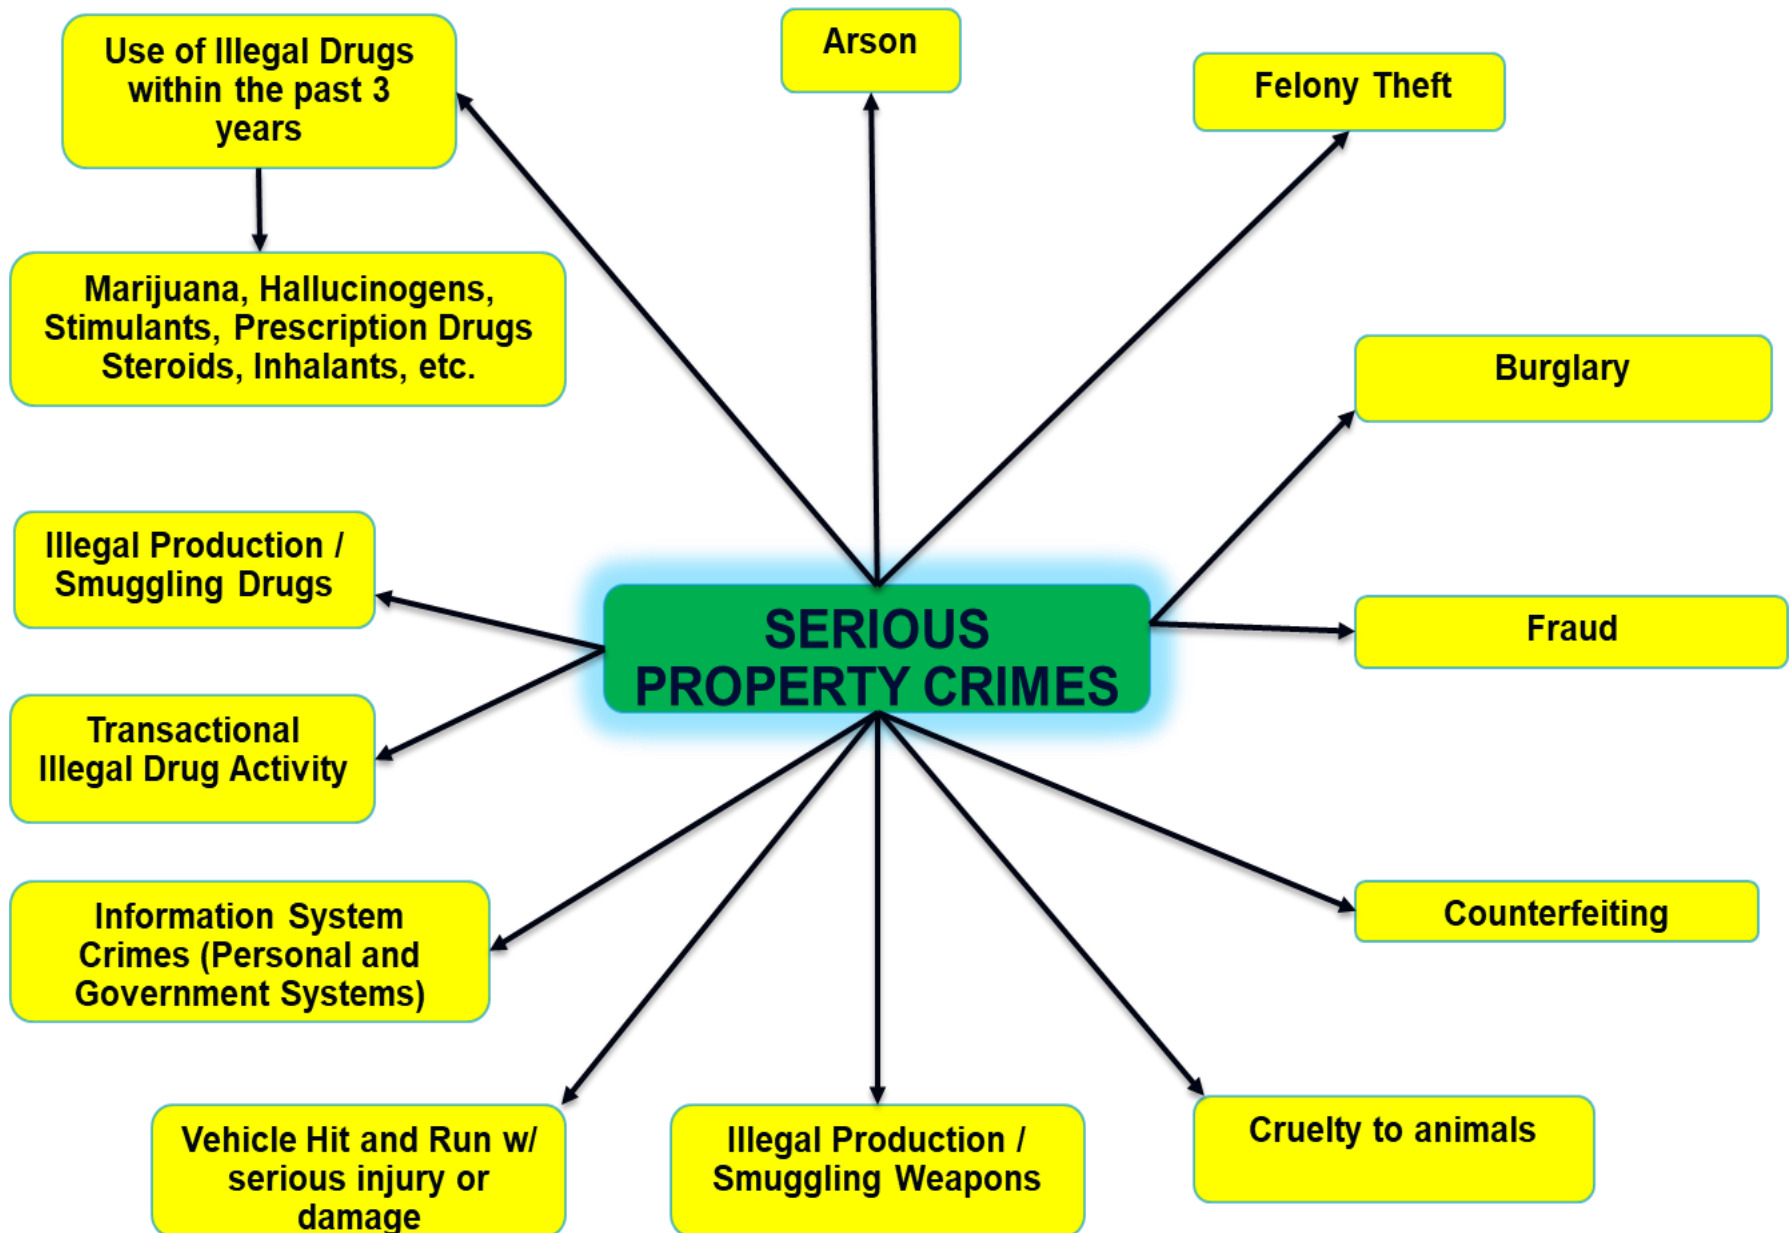 Use of Illegal Drugs
within the past 3
years
Arson
Felony Theft
Marijuana, Hallucinogens,
Stimulants, Prescription Drugs
Steroids, Inhalants, etc.
Burglary
Illegal Production /
Smuggling Drugs
SERIOUS
PROPERTY CRIMES
Fraud
Transactional
Illegal Drug Activity
Information System
Crimes (Personal and
Government Systems)
Counterfeiting
Vehicle Hit and Run w/
serious injury or
damage
Illegal Production /
Smuggling Weapons
Cruelty to animals